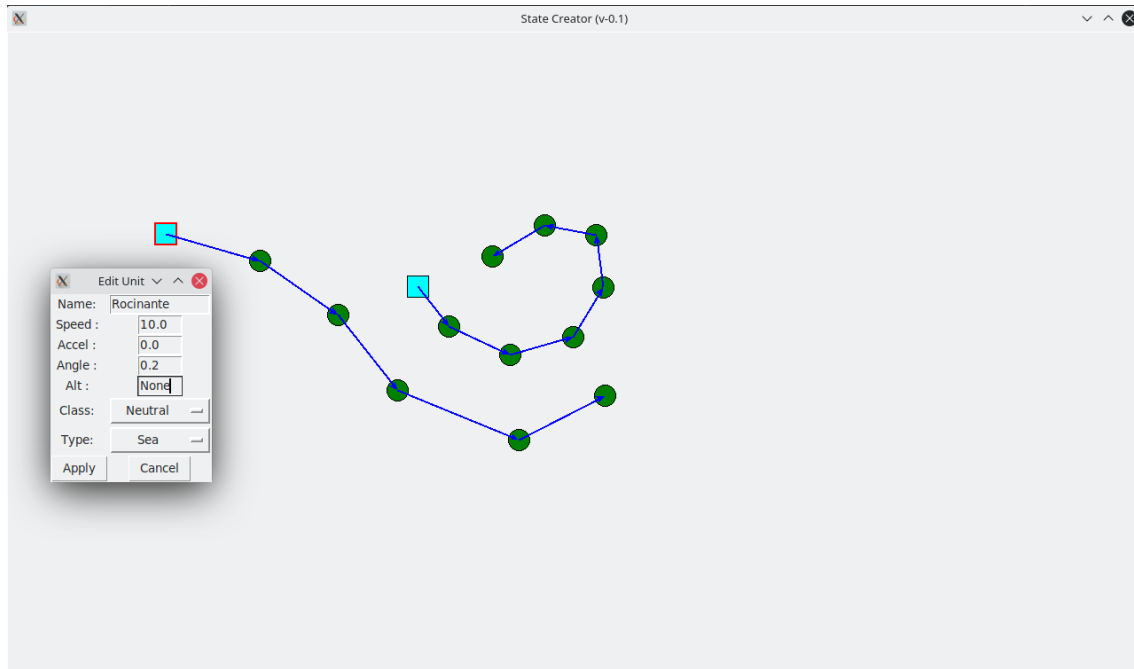 State Creator (v-0.1)
Edit Unit
Name: Rocinante
Speed : 10.0
Accel : 0.0
Angle : 0.2
Alt : None
Class: Neutral
Type: Sea
Apply Cancel